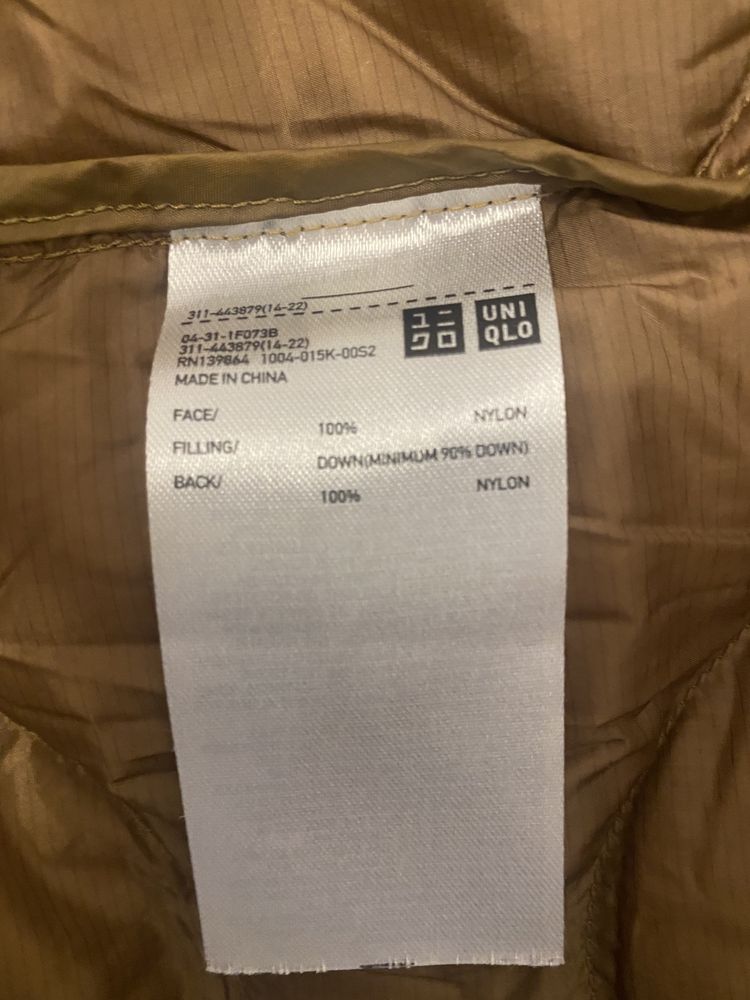 311-443879(14-22)
04-31-1F073B
311-443879(14-22)
RN139864 1004-015K-00S2
MADE IN CHINA
ユニ
クロ
UNI
QLO
FACE/
100% NYLON
FILLING/
DOWN(MINIMUM 90% DOWN)
BACK/
100% NYLON